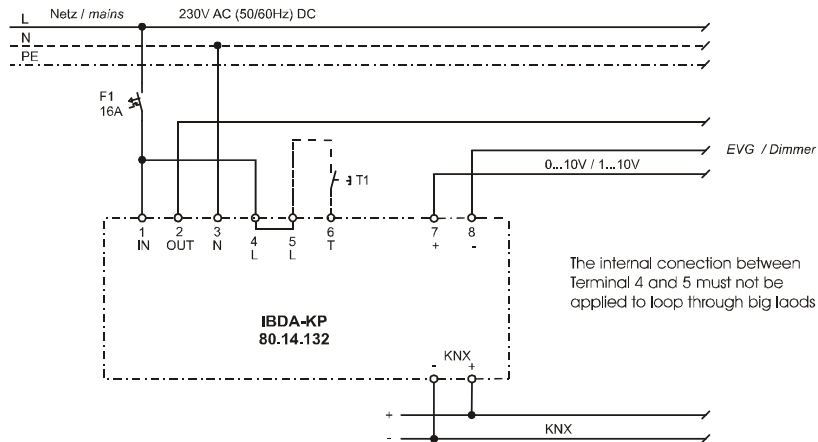 L Netz / mains 230V AC (50/60Hz) DC
N
PE
F1
16A
EVG / Dimmer
0...10V / 1...10V
T1
1 2 3 4 5 6 7 8
IN OUT N L L T + -
The internal conection between
Terminal 4 and 5 must not be
applied to loop through big laods
IBDA-KP
80.14.132
KNX
- +
+
KNX
-